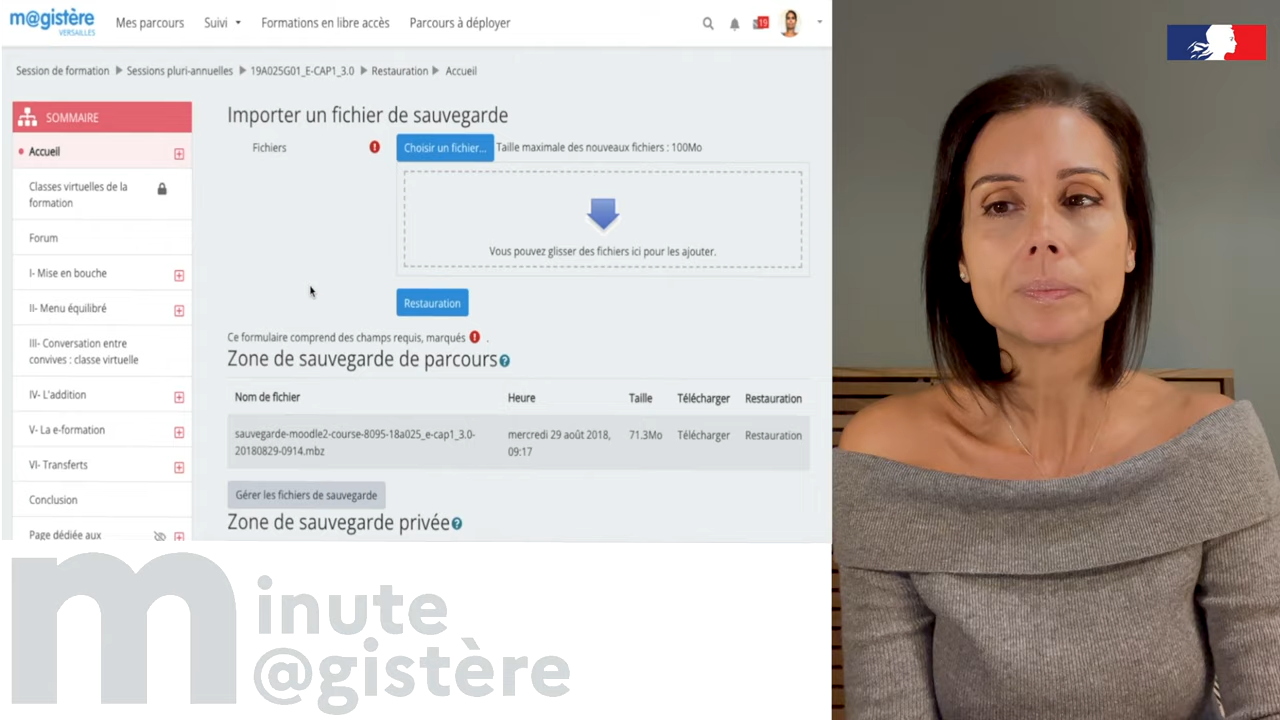 m@gistère
VERSAILLES
Mes parcours
Suivi
Formations en libre accès
Parcours à déployer
19
Session de formation
Sessions pluri-annuelles
19A025G01_E-CAP1_3.0
Restauration
Accueil
SOMMAIRE
Accueil
Classes virtuelles de la
formation
Forum
I- Mise en bouche
II- Menu équilibré
III- Conversation entre
convives : classe virtuelle
IV- L'addition
V- La e-formation
VI- Transferts
Conclusion
Page dédiée aux
Importer un fichier de sauvegarde
Fichiers
Choisir un fichier...
Taille maximale des nouveaux fichiers : 100Mo
Vous pouvez glisser des fichiers ici pour les ajouter.
Restauration
Ce formulaire comprend des champs requis, marqués .
Zone de sauvegarde de parcours
Nom de fichier Heure Taille Télécharger Restauration
sauvegarde-moodle2-course-8095-18a025_e-cap1_3.0-
20180829-0914.mbz
mercredi 29 août 2018,
09:17
71.3Mo
Télécharger
Restauration
Gérer les fichiers de sauvegarde
Zone de sauvegarde privée
minute
m@gistère